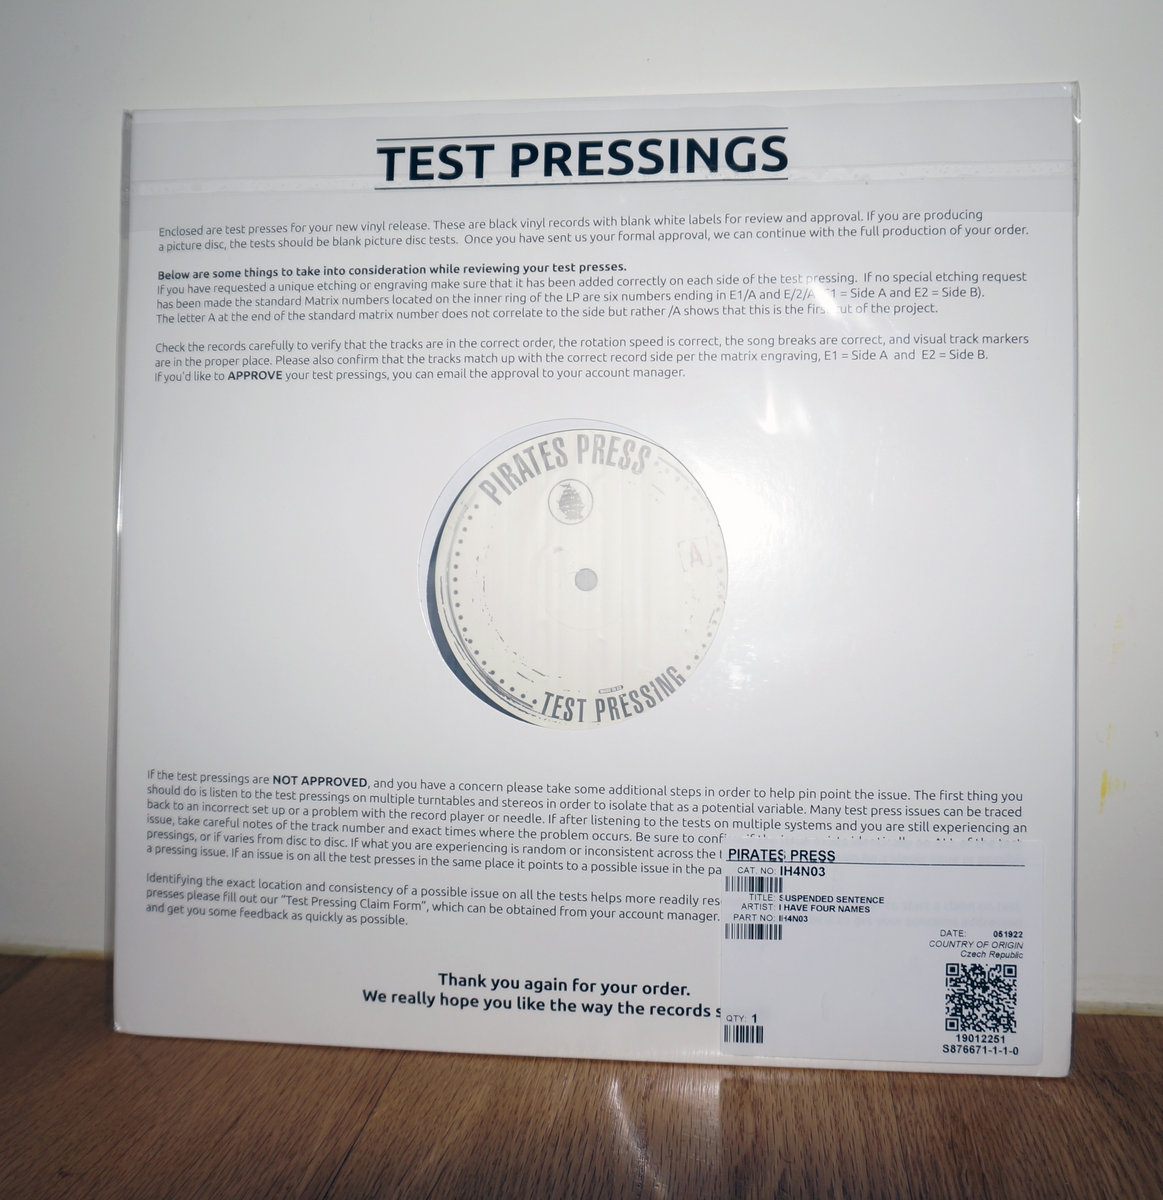 TEST PRESSINGS
Enclosed are test presses for your new vinyl release. These are black vinyl records with blank white labels for review and approval. If you are producing
a picture disc, the tests should be blank picture disc tests. Once you have sent us your formal approval, we can continue with the full production of your order.
Below are some things to take into consideration while reviewing your test presses.
If you have requested a unique etching or engraving make sure that it has been added correctly on each side of the test pressing. If no special etching request
has been made the standard Matrix numbers located on the inner ring of the LP are six numbers ending in E1/A and E/2/A = Side A and E2 = Side B).
The letter A at the end of the standard matrix number does not correlate to the side but rather /A shows that this is the first cut of the project.
Check the records carefully to verify that the tracks are in the correct order, the rotation speed is correct, the song breaks are correct, and visual track markers
are in the proper place. Please also confirm that the tracks match up with the correct record side per the matrix engraving, E1 = Side A and E2 = Side B.
If you'd like to APPROVE your test pressings, you can email the approval to your account manager.
PIRATES PRESS
A
TEST PRESSING
If the test pressings are NOT APPROVED, and you have a concern please take some additional steps in order to help pin point the issue. The first thing you
should do is listen to the test pressings on multiple turntables and stereos in order to isolate that as a potential variable. Many test press issues can be traced
back to an incorrect set up or a problem with the record player or needle. If after listening to the tests on multiple systems and you are still experiencing an
issue, take careful notes of the track number and exact times where the problem occurs. Be sure to
pressings, or if varies from disc to disc. If what you are experiencing is random or inconsistent across the
a pressing issue. If an issue is on all the test presses in the same place it points to a possible issue in the
Identifying the exact location and consistency of a possible issue on all the tests helps more readily
presses please fill out our "Test Pressing Claim Form", which can be obtained from your account manager.
and get you some feedback as quickly as possible.
Thank you again for your order.
We really hope you like the way the records
PIRATES PRESS
CAT. NO: IH4N03
TITLE: SUSPENDED SENTENCE
ARTIST: I HAVE FOUR NAMES
PART NO: IH4N03
DATE: 051922
COUNTRY OF ORIGIN
Czech Republic
QTY: 1
19012251
S876671-1-1-0